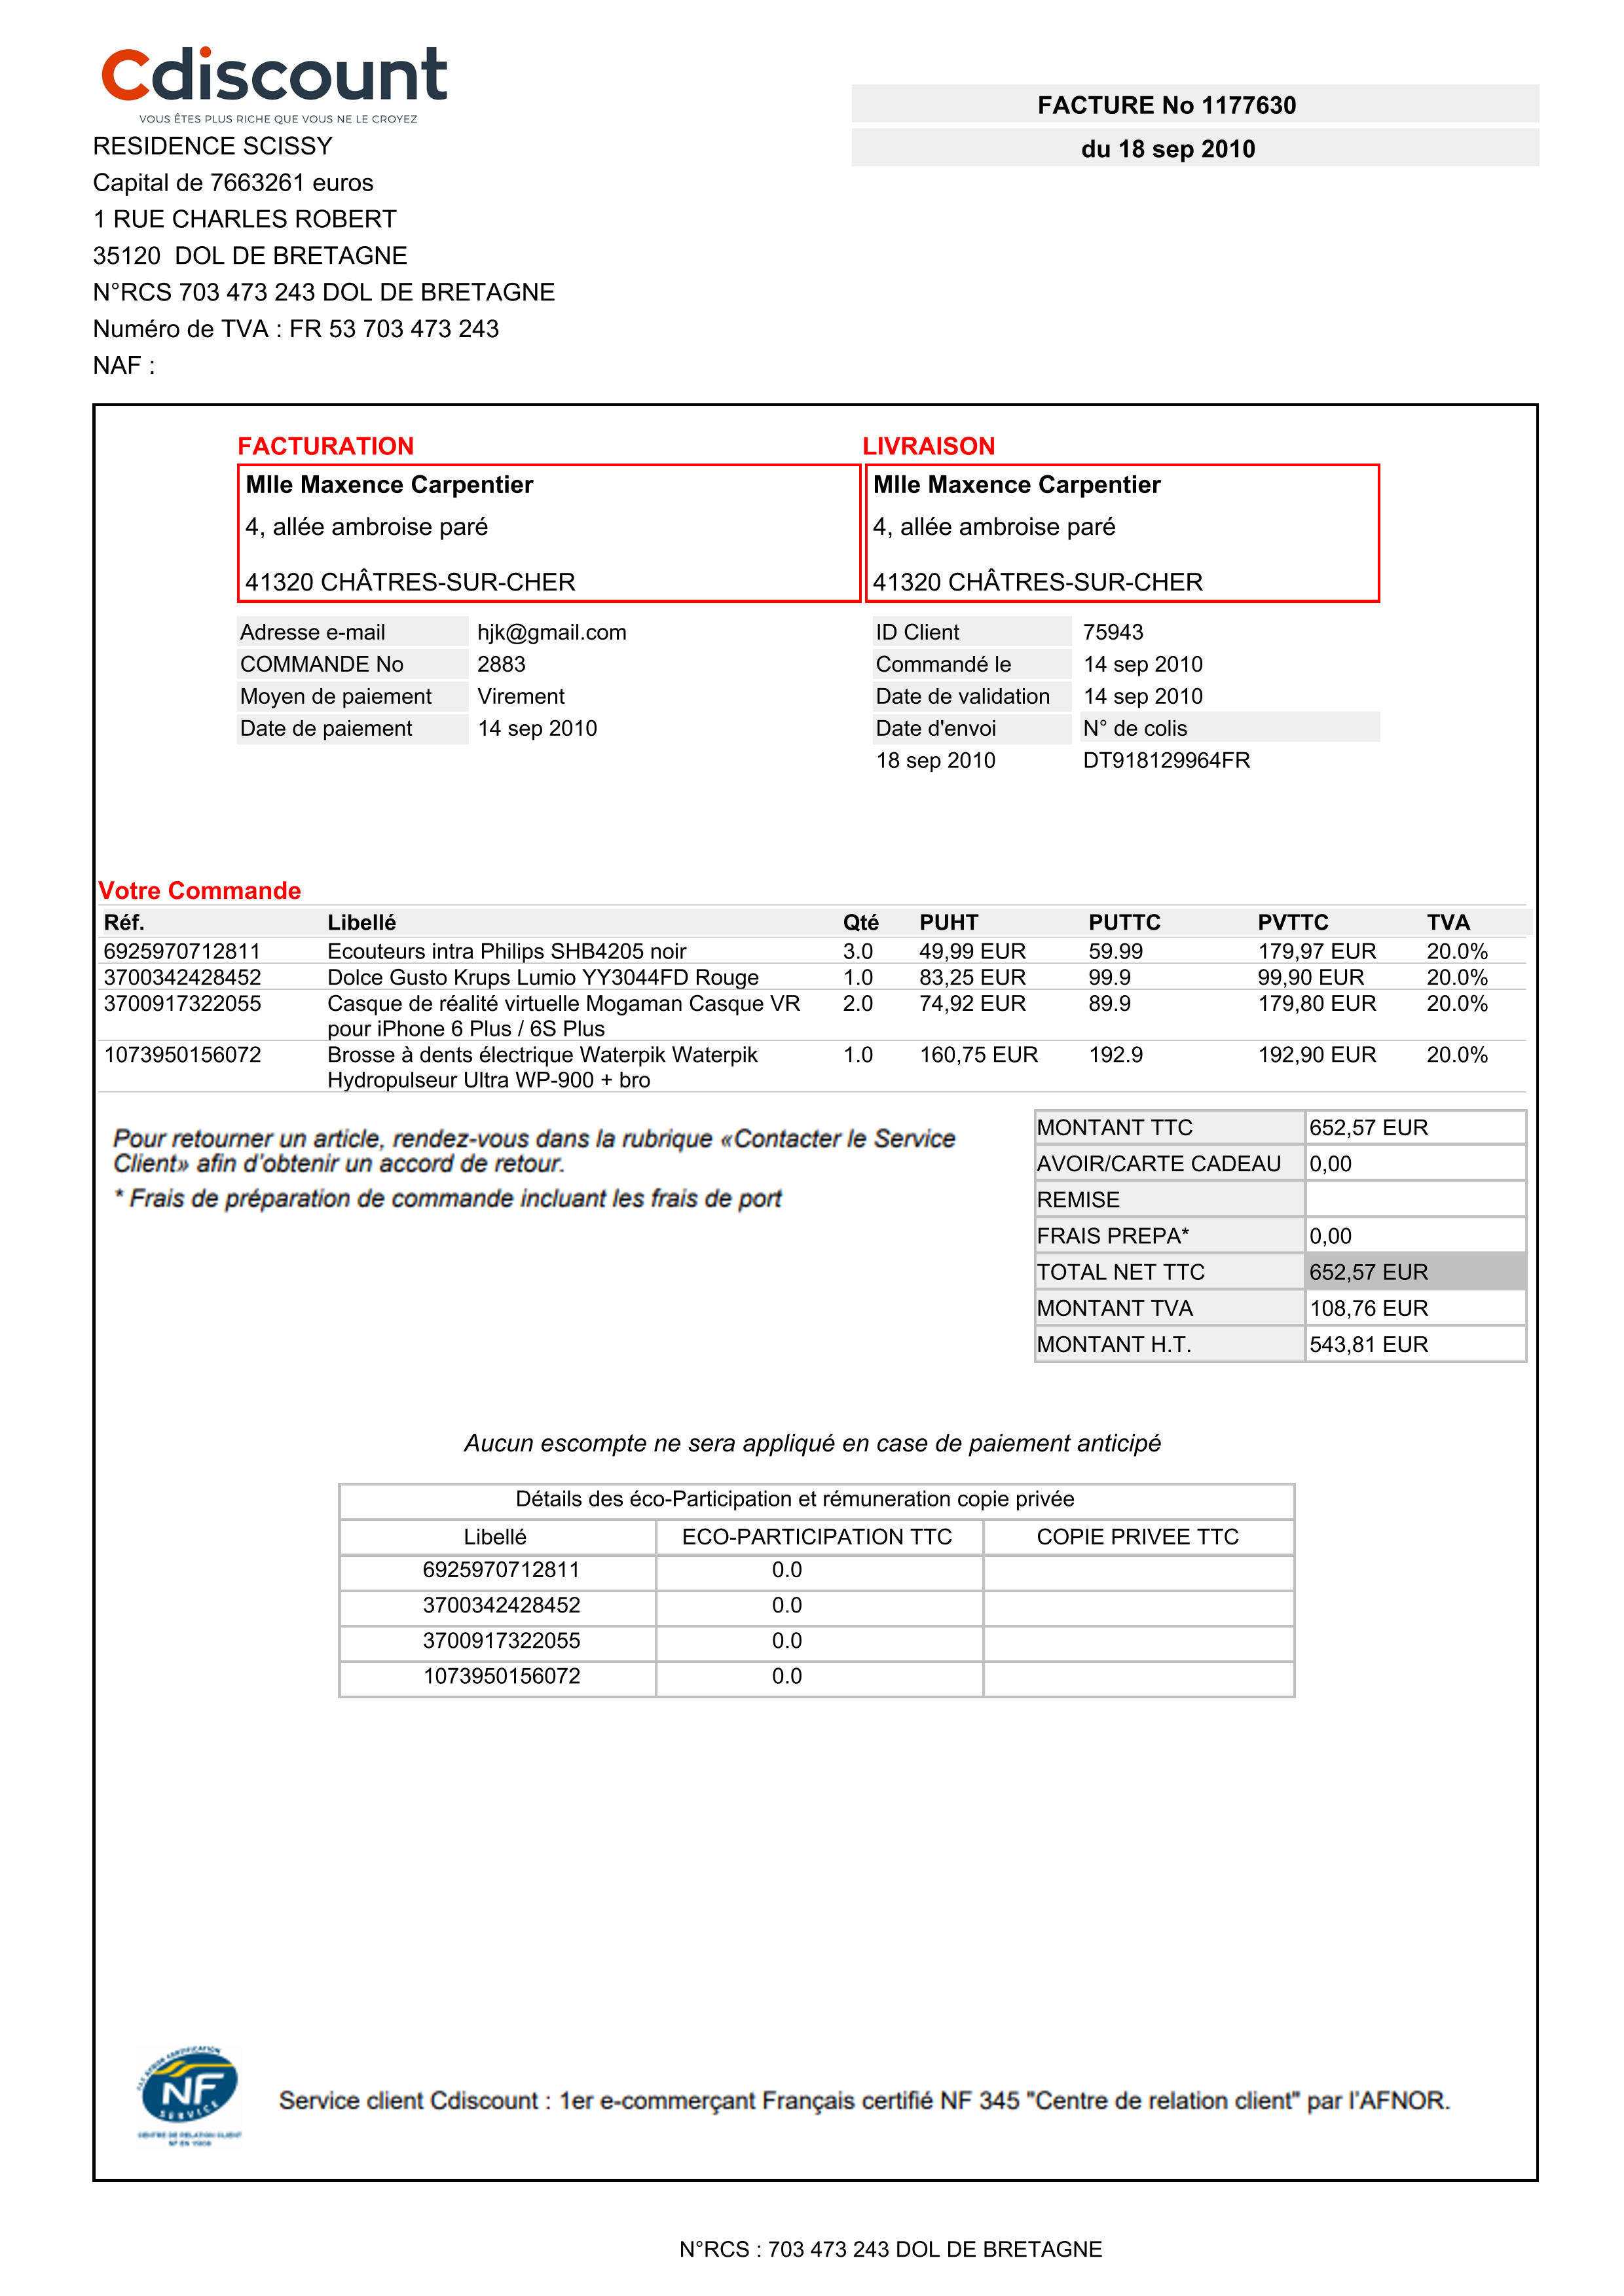 Cdiscount
VOUS ÊTES PLUS RICHE QUE VOUS NE LE CROYEZ
FACTURE No 1177630
du 18 sep 2010
RESIDENCE SCISSY
Capital de 7663261 euros
1 RUE CHARLES ROBERT
35120 DOL DE BRETAGNE
N°RCS 703 473 243 DOL DE BRETAGNE
Numéro de TVA : FR 53 703 473 243
NAF :
FACTURATION
Mlle Maxence Carpentier
4, allée ambroise paré
41320 CHÂTRES-SUR-CHER
LIVRAISON
Mlle Maxence Carpentier
4, allée ambroise paré
41320 CHÂTRES-SUR-CHER
Adresse e-mail hjk@gmail.com
COMMANDE No 2883
Moyen de paiement Virement
Date de paiement 14 sep 2010
ID Client 75943
Commandé le 14 sep 2010
Date de validation 14 sep 2010
Date d'envoi N° de colis
18 sep 2010 DT918129964FR
Votre Commande
Réf. Libellé Qté PUHT PUTTC PVTTC TVA
6925970712811 Ecouteurs intra Philips SHB4205 noir 3.0 49,99 EUR 59.99 179,97 EUR 20.0%
3700342428452 Dolce Gusto Krups Lumio YY3044FD Rouge 1.0 83,25 EUR 99.9 99,90 EUR 20.0%
3700917322055 Casque de réalité virtuelle Mogaman Casque VR 2.0 74,92 EUR 89.9 179,80 EUR 20.0%
pour iPhone 6 Plus / 6S Plus
1073950156072 Brosse à dents électrique Waterpik Waterpik 1.0 160,75 EUR 192.9 192,90 EUR 20.0%
Hydropulseur Ultra WP-900 + bro
Pour retourner un article, rendez-vous dans la rubrique «Contacter le Service
Client» afin d'obtenir un accord de retour.
* Frais de préparation de commande incluant les frais de port
MONTANT TTC 652,57 EUR
AVOIR/CARTE CADEAU 0,00
REMISE
FRAIS PREPA* 0,00
TOTAL NET TTC 652,57 EUR
MONTANT TVA 108,76 EUR
MONTANT H.T. 543,81 EUR
Aucun escompte ne sera appliqué en case de paiement anticipé
Détails des éco-Participation et rémuneration copie privée
Libellé ECO-PARTICIPATION TTC COPIE PRIVEE TTC
6925970712811 0.0
3700342428452 0.0
3700917322055 0.0
1073950156072 0.0
NF
SERVICE
CENTRE DE RELATION CLIENT
Service client Cdiscount : 1er e-commerçant Français certifié NF 345 "Centre de relation client" par l'AFNOR.
N°RCS : 703 473 243 DOL DE BRETAGNE